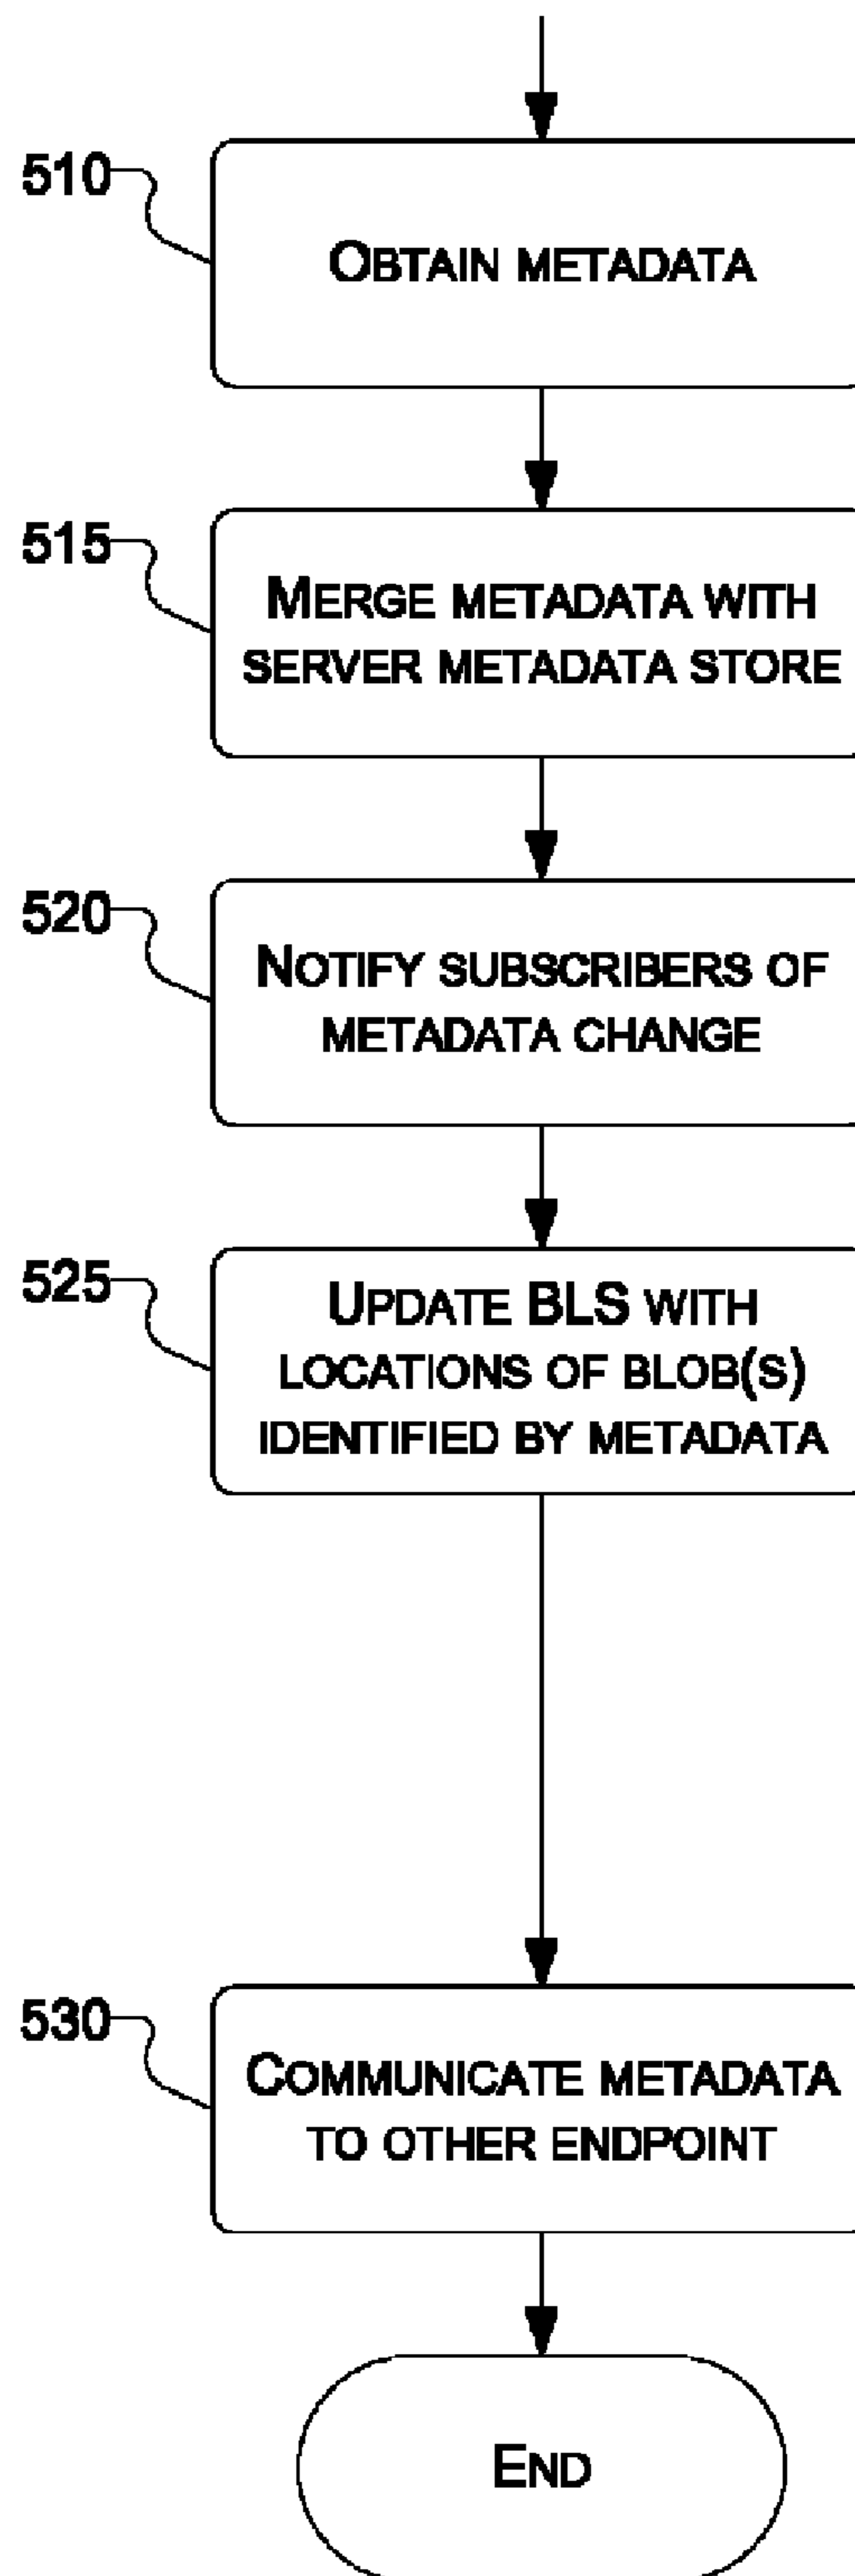 510
OBTAIN METADATA
515
MERGE METADATA WITH
SERVER METADATA STORE
520
NOTIFY SUBSCRIBERS OF
METADATA CHANGE
525
UPDATE BLS WITH
LOCATIONS OF BLOB(S)
IDENTIFIED BY METADATA
530
COMMUNICATE METADATA
TO OTHER ENDPOINT
END